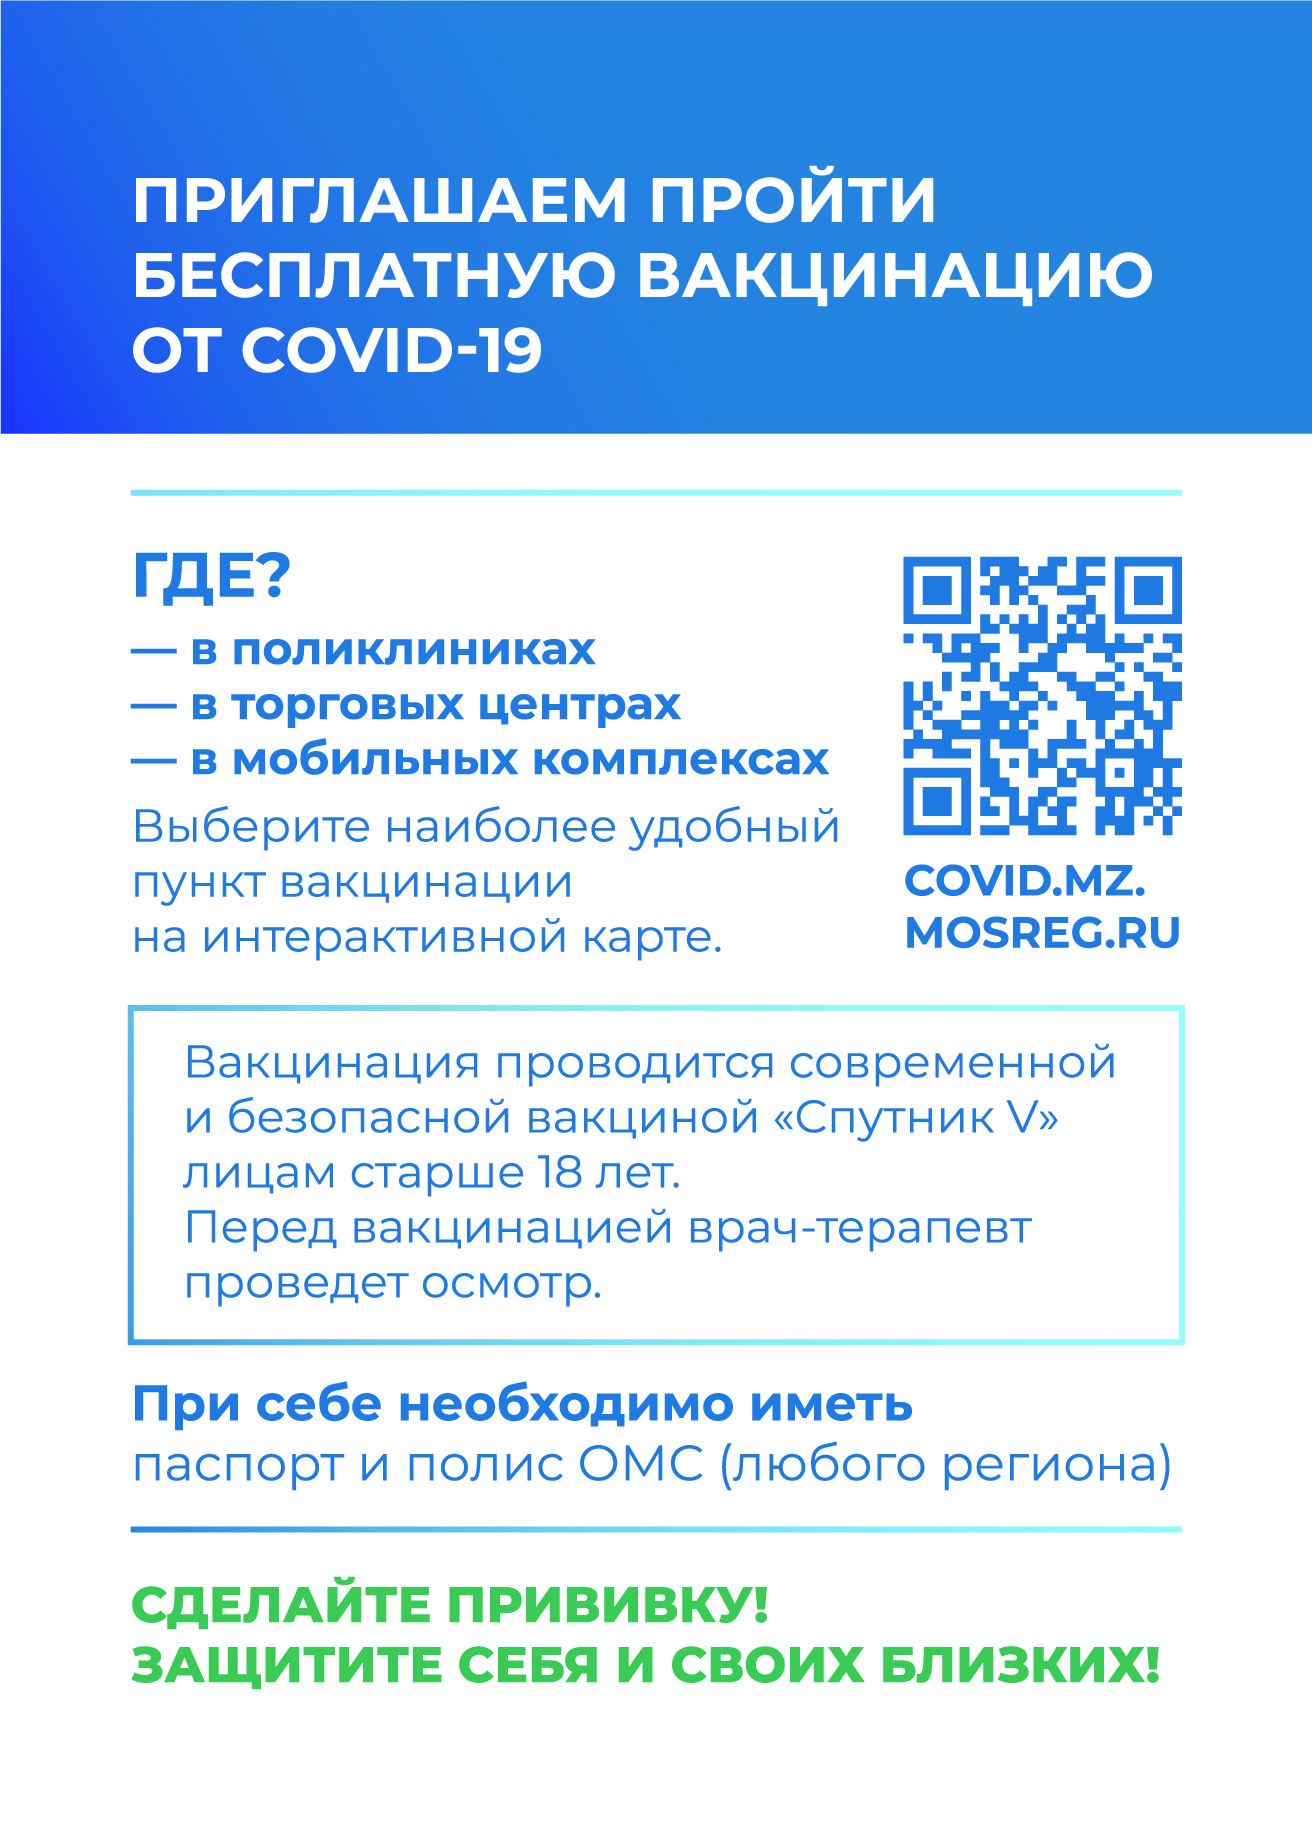 ПРИГЛАШАЕМ ПРОЙТИ
БЕСПЛАТНУЮ ВАКЦИНАЦИЮ
ОТ COVID-19
ГДЕ?
— в поликлиниках
— в торговых центрах
— в мобильных комплексах
Выберите наиболее удобный
пункт вакцинации
на интерактивной карте.
COVID.MZ.
MOSREG.RU
Вакцинация проводится современной
и безопасной вакциной «Спутник V»
лицам старше 18 лет.
Перед вакцинацией врач-терапевт
проведет осмотр.
При себе необходимо иметь
паспорт и полис ОМС (любого региона)
СДЕЛАЙТЕ ПРИВИВКУ!
ЗАЩИТИТЕ СЕБЯ И СВОИХ БЛИЗКИХ!